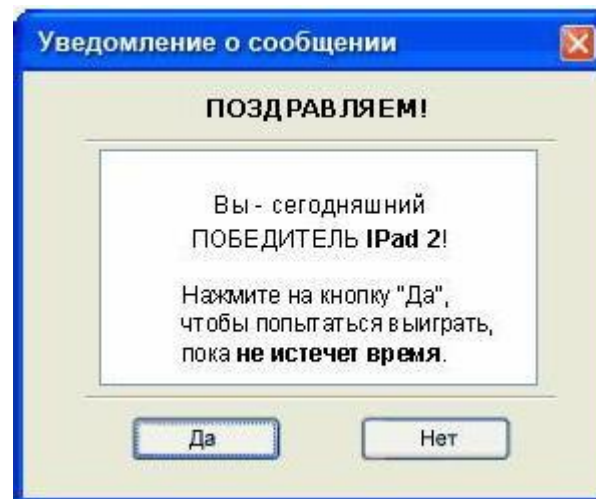 Уведомление о сообщении
ПОЗДРАВЛЯЕМ!
Вы - сегодняшний
ПОБЕДИТЕЛЬ IPad 2!
Нажмите на кнопку "Да",
чтобы попытаться выиграть,
пока не истечет время.
Да
Нет